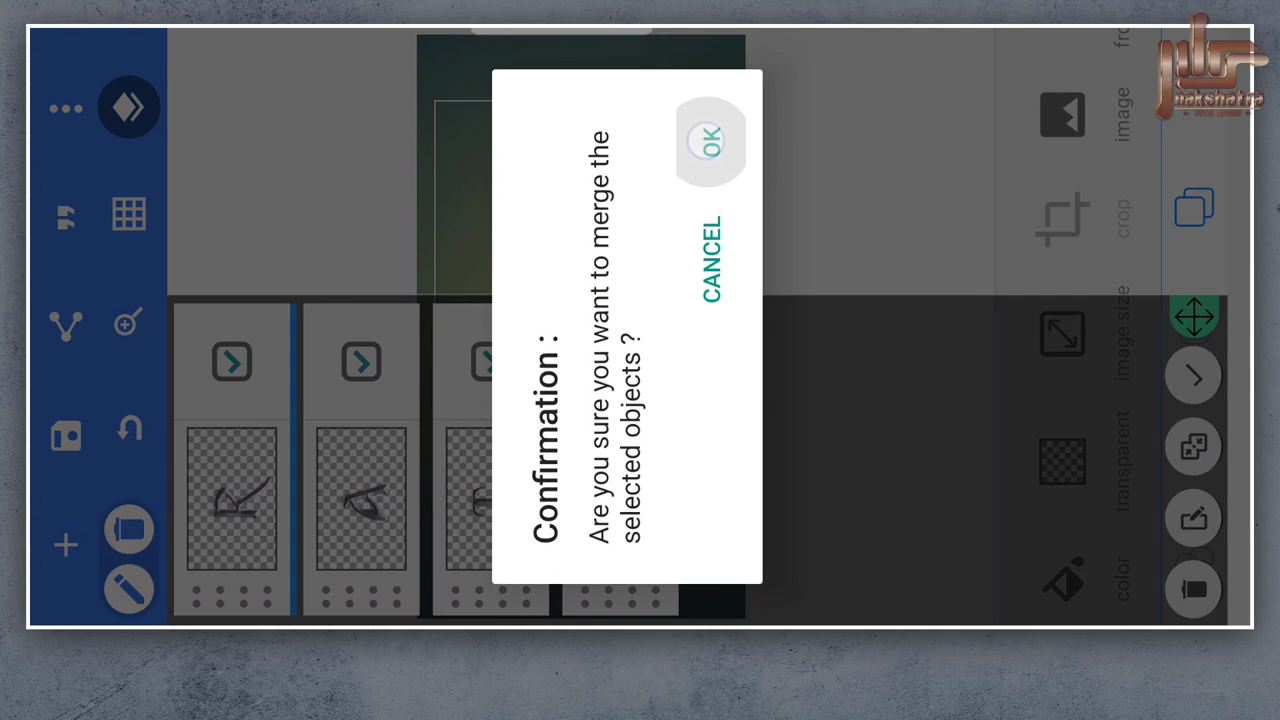 Confirmation :
Are you sure you want to merge the
selected objects ?
CANCEL
OK
R
A
T
color
transparent
image size
crop
image
nakshatra